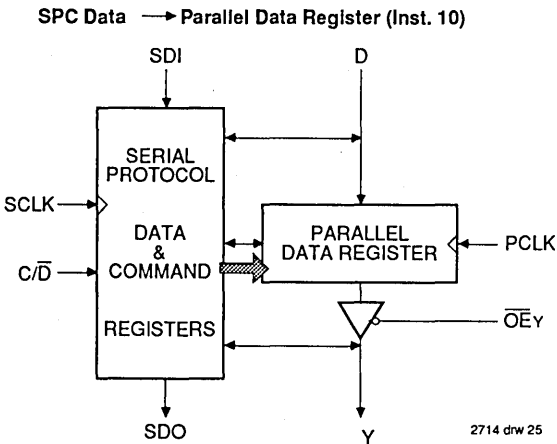 SPC Data → Parallel Data Register (Inst. 10)
SDI
D
SERIAL
PROTOCOL
SCLK
DATA
&
COMMAND
C/D̅
REGISTERS
PARALLEL
DATA REGISTER
PCLK
O̅E̅Y
SDO
Y
2714 drw 25